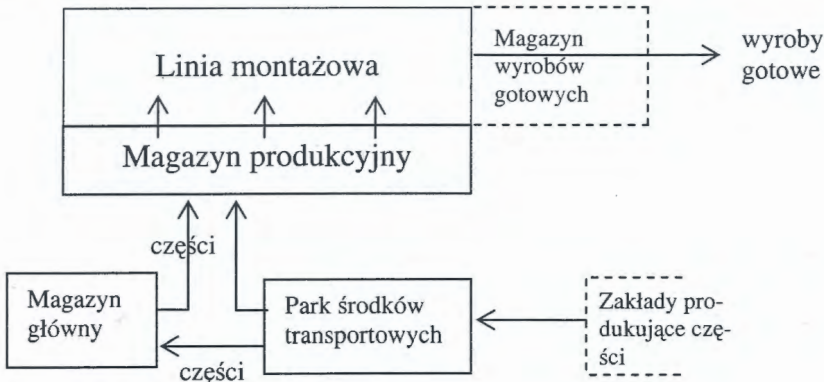 Linia montażowa
Magazyn
wyrobów
gotowych
wyroby
gotowe
Magazyn produkcyjny
części
Magazyn
główny
Park środków
transportowych
Zakłady pro-
dukujące czę-
ści
części